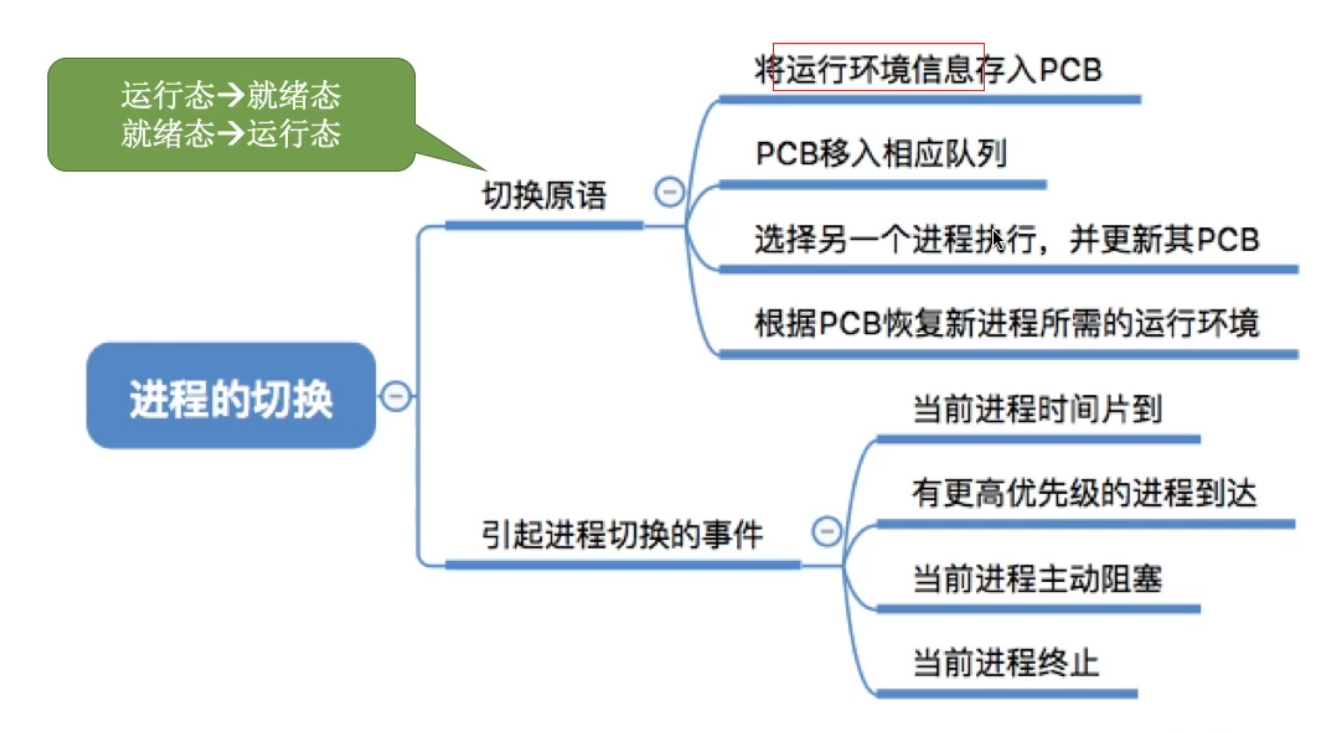 运行态→就绪态
就绪态→运行态
将运行环境信息存入PCB
PCB移入相应队列
切换原语
选择另一个进程执行，并更新其PCB
根据PCB恢复新进程所需的运行环境
进程的切换
当前进程时间片到
有更高优先级的进程到达
引起进程切换的事件
当前进程主动阻塞
当前进程终止